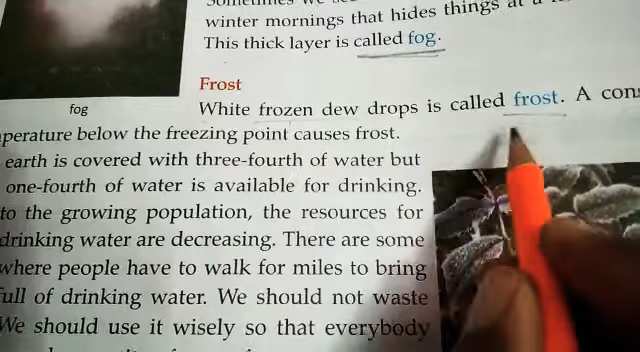 Sometimes we
winter mornings that hides things at a
This thick layer is called fog.
Frost
fog
White frozen dew drops is called frost. A
perature below the freezing point causes frost.
earth is covered with three-fourth of water but
one-fourth of water is available for drinking.
to the growing population, the resources for
drinking water are decreasing. There are some
where people have to walk for miles to bring
full of drinking water. We should not waste
We should use it wisely so that everybody